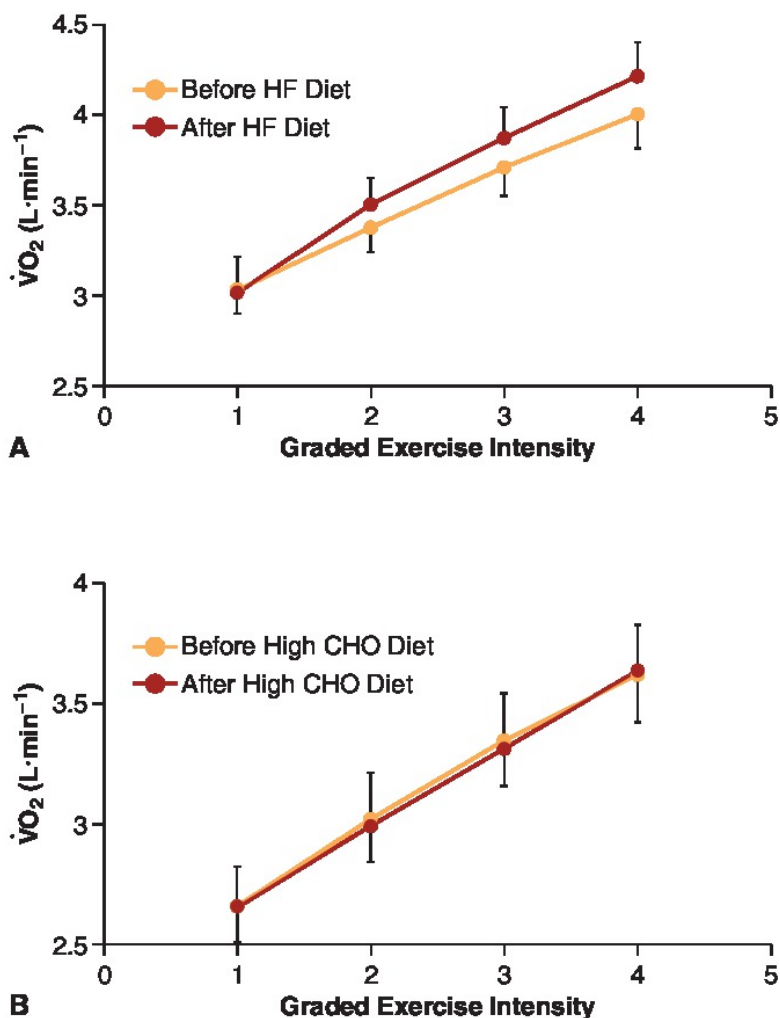 4.5
Before HF Diet
After HF Diet
4
3.5
3
2.5
V̇O₂ (L·min⁻¹)
0 1 2 3 4 5
A
Graded Exercise Intensity
4
Before High CHO Diet
After High CHO Diet
3.5
3
2.5
V̇O₂ (L·min⁻¹)
0 1 2 3 4 5
B
Graded Exercise Intensity